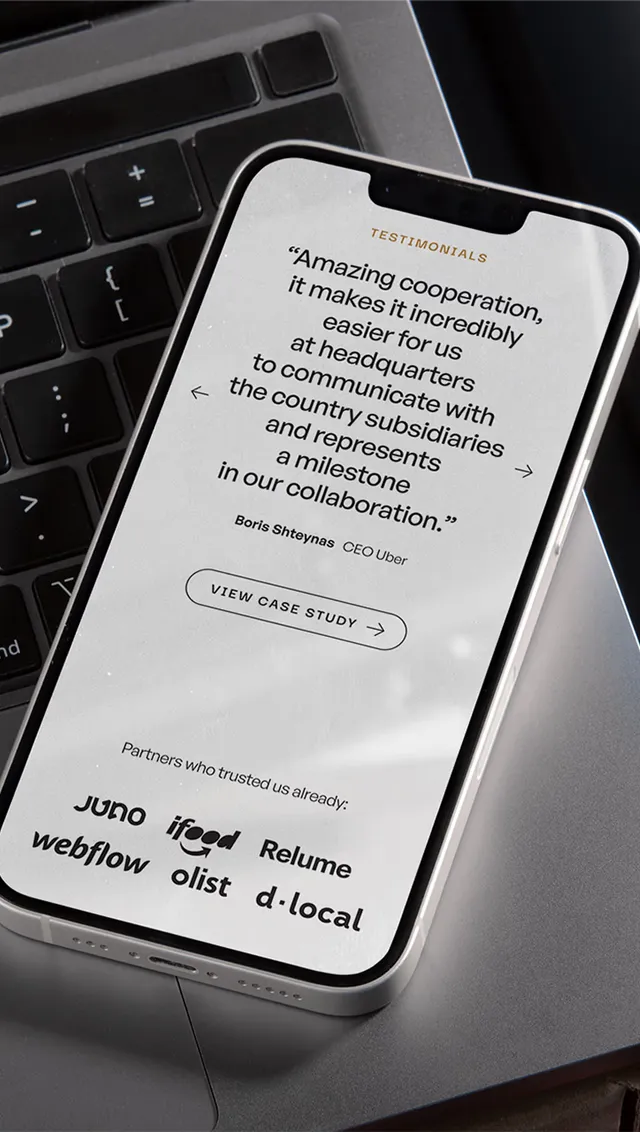 TESTIMONIALS
“Amazing cooperation,
it makes it incredibly
easier for us
at headquarters
to communicate with
the country subsidiaries
and represents
a milestone
in our collaboration.”
Boris Shteynas CEO Uber
VIEW CASE STUDY →
Partners who trusted us already:
JUNO ifood Relume
webflow olist d·local
+
=
–
-
{
[
P
:
;
>
.
nd